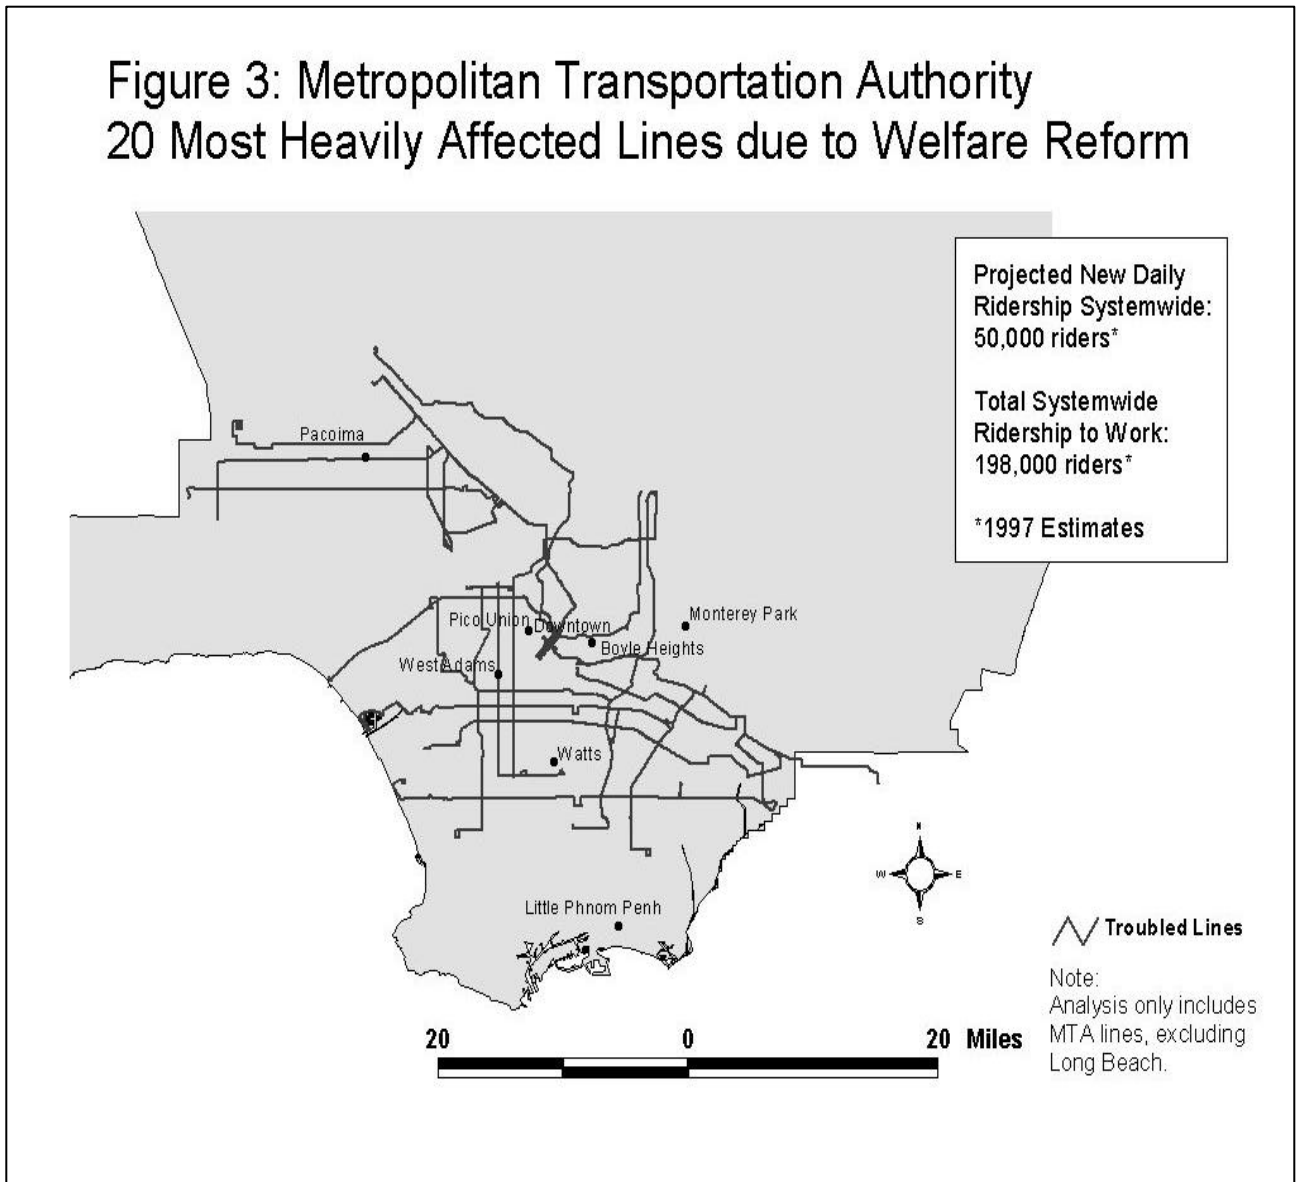 Figure 3: Metropolitan Transportation Authority
20 Most Heavily Affected Lines due to Welfare Reform
Projected New Daily
Ridership Systemwide:
50,000 riders*
Total Systemwide
Ridership to Work:
198,000 riders*
*1997 Estimates
Pacoima
Pico Union
Downtown
Monterey Park
Boyle Heights
West Adams
Watts
Little Phnom Penh
N
W
E
S
Troubled Lines
Note:
Analysis only includes
MTA lines, excluding
Long Beach.
20 0 20 Miles